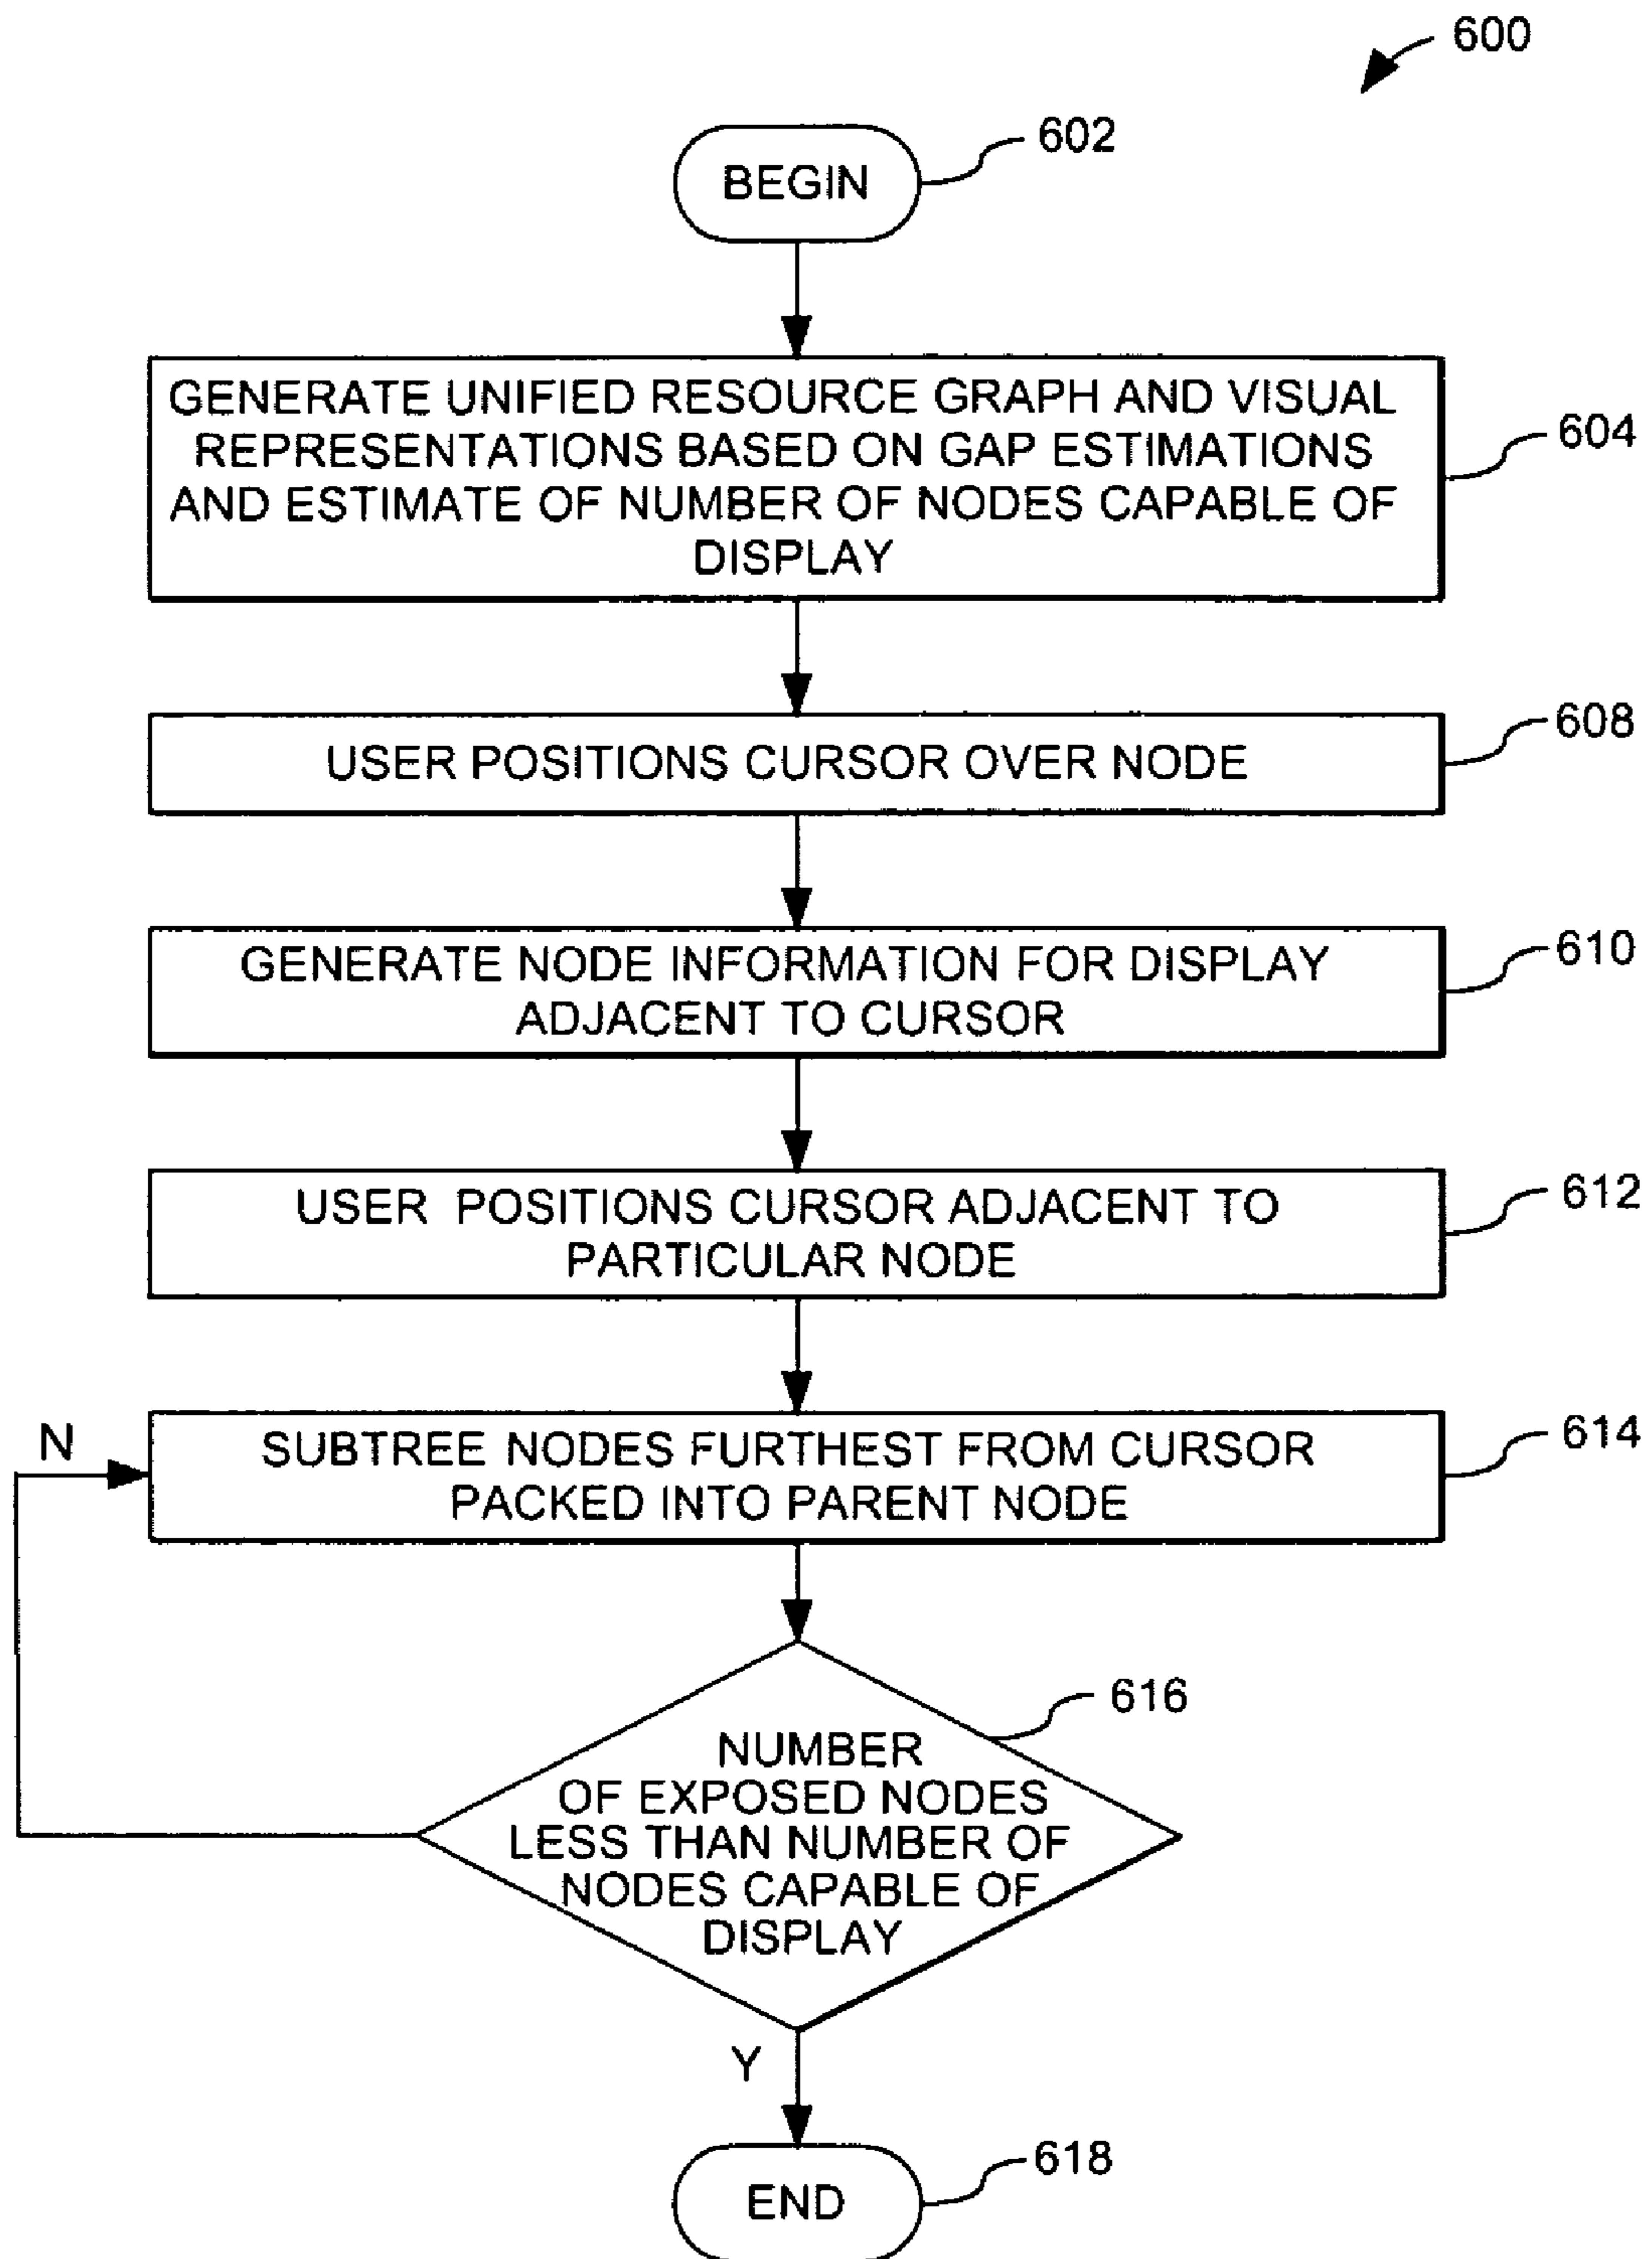 600
602
BEGIN
GENERATE UNIFIED RESOURCE GRAPH AND VISUAL
REPRESENTATIONS BASED ON GAP ESTIMATIONS
AND ESTIMATE OF NUMBER OF NODES CAPABLE OF
DISPLAY
604
USER POSITIONS CURSOR OVER NODE
608
GENERATE NODE INFORMATION FOR DISPLAY
ADJACENT TO CURSOR
610
USER POSITIONS CURSOR ADJACENT TO
PARTICULAR NODE
612
N
SUBTREE NODES FURTHEST FROM CURSOR
PACKED INTO PARENT NODE
614
616
NUMBER
OF EXPOSED NODES
LESS THAN NUMBER OF
NODES CAPABLE OF
DISPLAY
Y
END
618